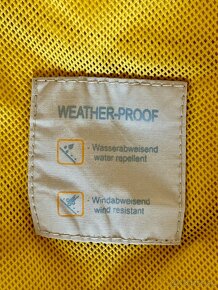 WEATHER-PROOF
- Wasserabweisend
water repellent
- Windabweisend
wind resistant